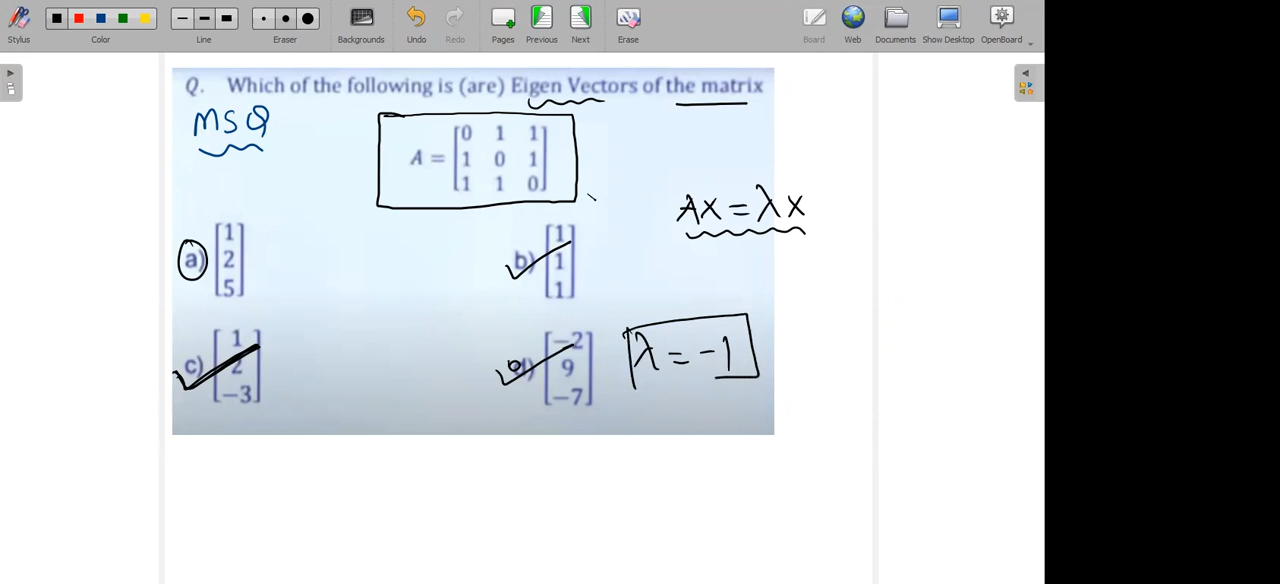 Stylus Color Line Eraser Backgrounds Undo Redo Pages Previous Next Erase Board Web Documents Show Desktop OpenBoard
Q. Which of the following is (are) Eigen Vectors of the matrix
MSQ
A = [0 1 1
1 0 1
1 1 0]
AX = λX
a) [1 2 5]
b) [1 1 1]
c) [1 2 -3]
d) [-2 9 -7]
λ = -1